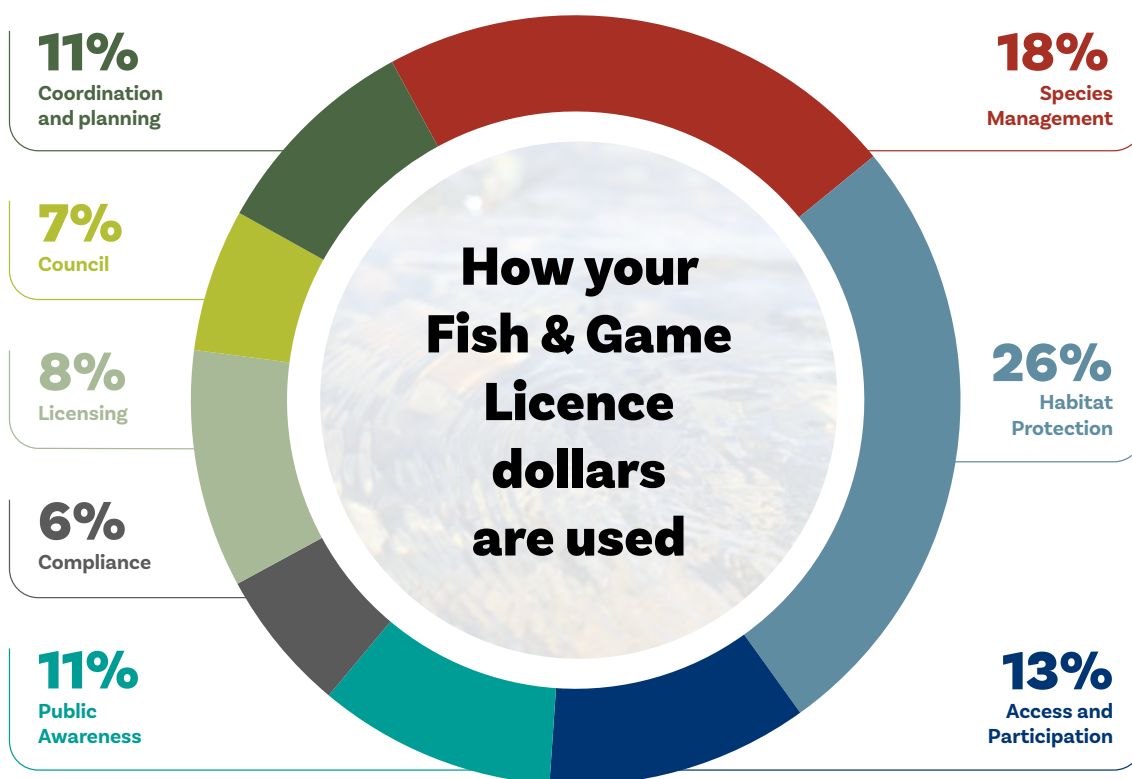 11%
Coordination
and planning
7%
Council
8%
Licensing
6%
Compliance
11%
Public
Awareness
How your
Fish & Game
Licence
dollars
are used
18%
Species
Management
26%
Habitat
Protection
13%
Access and
Participation